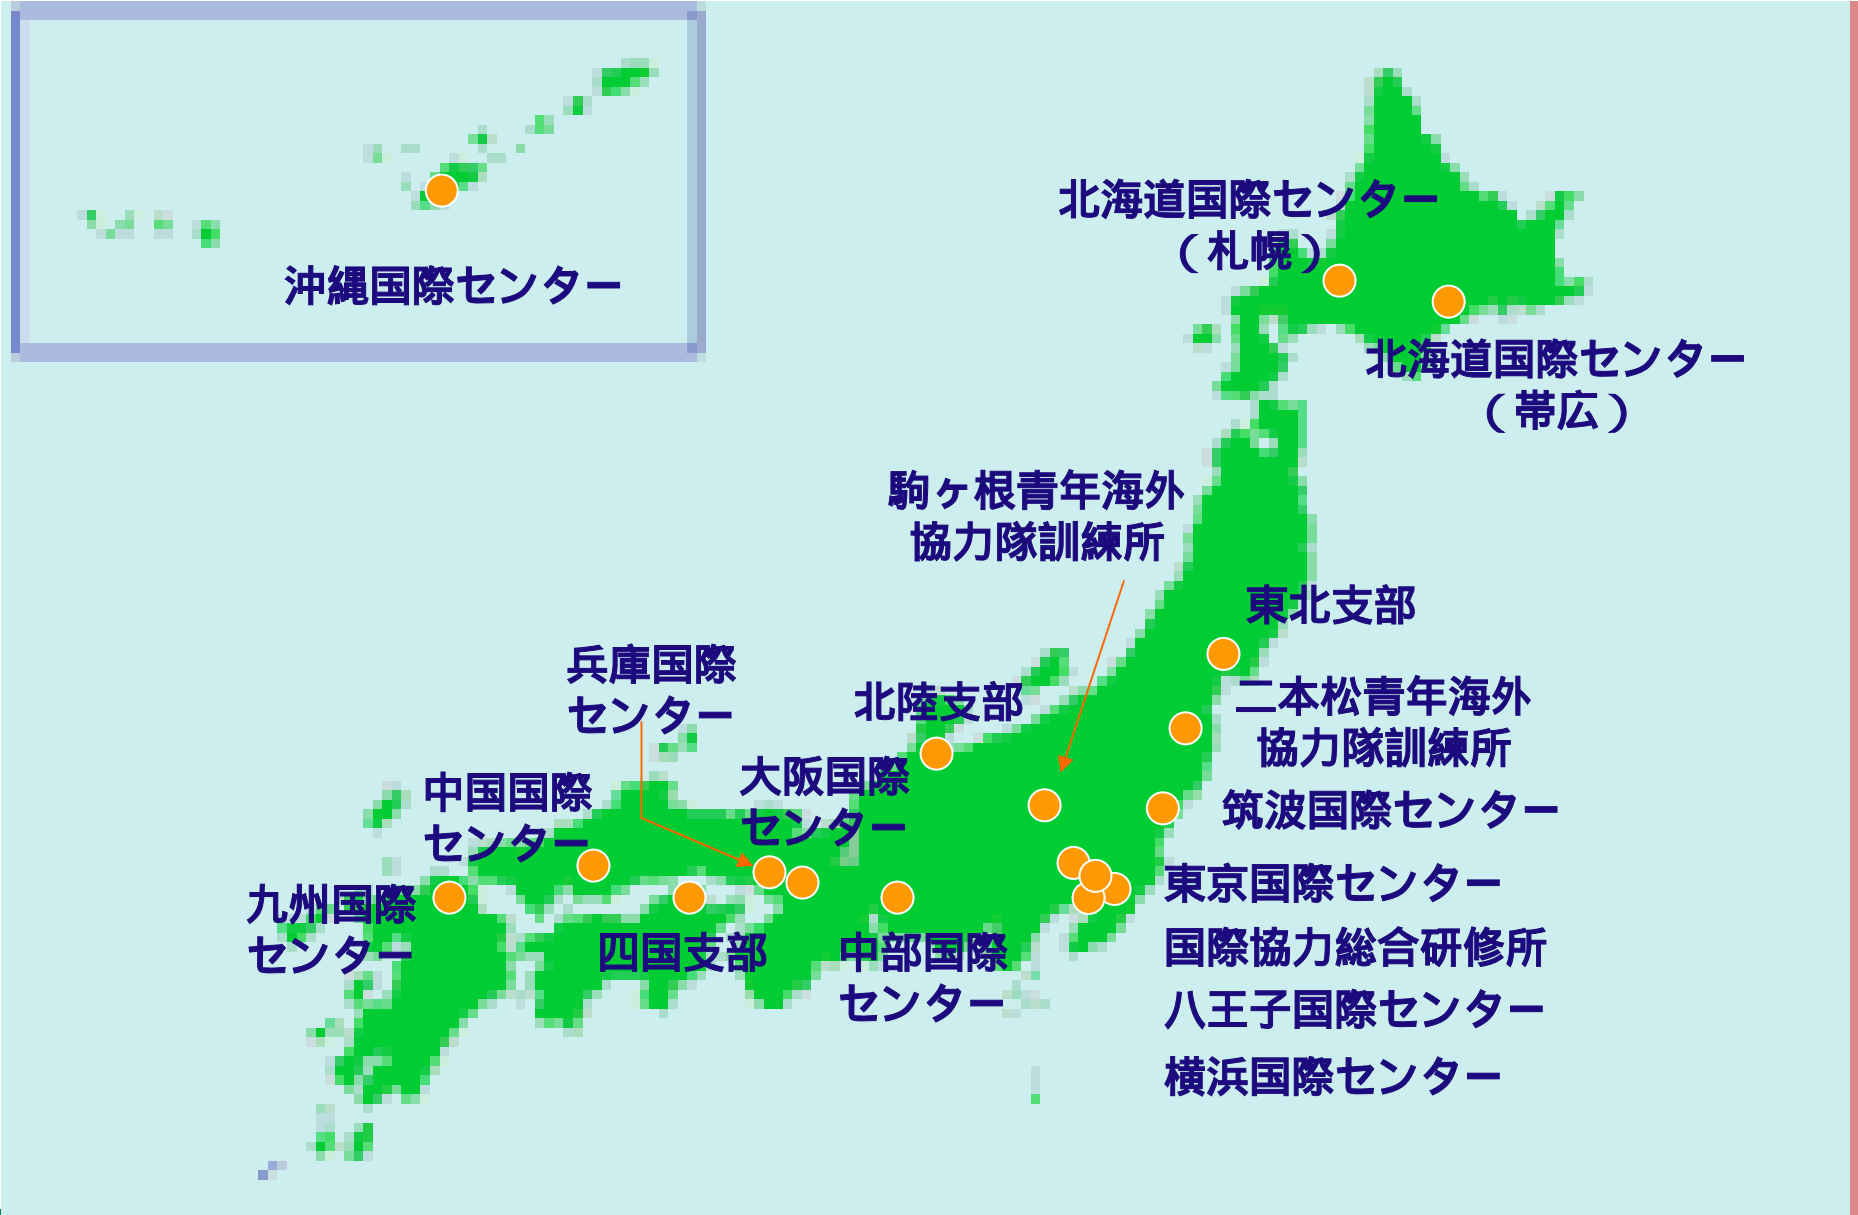 沖縄国際センター
北海道国際センター
（札幌）
北海道国際センター
（帯広）
駒ヶ根青年海外
協力隊訓練所
東北支部
兵庫国際
センター
北陸支部
二本松青年海外
協力隊訓練所
中国国際
センター
大阪国際
センター
筑波国際センター
九州国際
センター
四国支部
中部国際
センター
東京国際センター
国際協力総合研修所
八王子国際センター
横浜国際センター